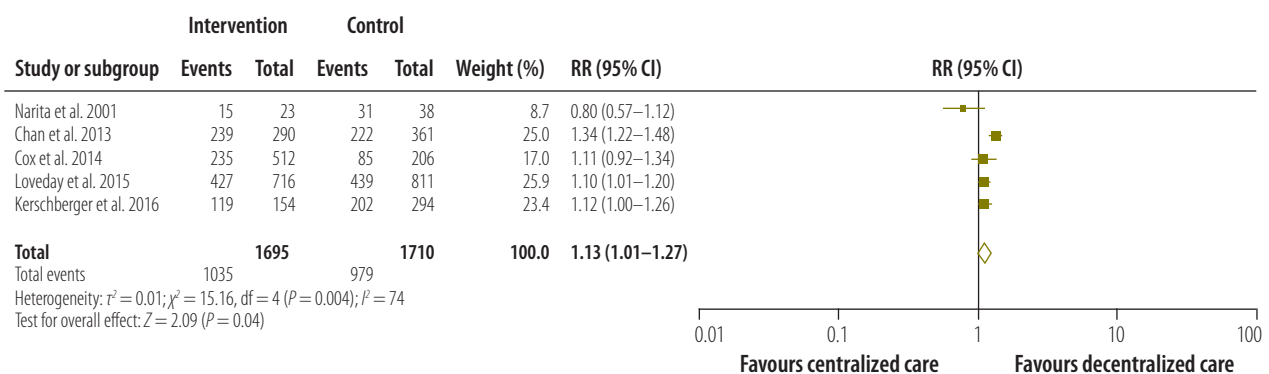 Intervention Control
Study or subgroup Events Total Events Total Weight (%) RR (95% CI) RR (95% CI)
Narita et al. 2001 15 23 31 38 8.7 0.80 (0.57–1.12)
Chan et al. 2013 239 290 222 361 25.0 1.34 (1.22–1.48)
Cox et al. 2014 235 512 85 206 17.0 1.11 (0.92–1.34)
Loveday et al. 2015 427 716 439 811 25.9 1.10 (1.01–1.20)
Kerschberger et al. 2016 119 154 202 294 23.4 1.12 (1.00–1.26)
Total 1695 1710 100.0 1.13 (1.01–1.27)
Total events 1035 979
Heterogeneity: τ² = 0.01; χ² = 15.16, df = 4 (P = 0.004); I² = 74
Test for overall effect: Z = 2.09 (P = 0.04)
0.01 0.1 1 10 100
Favours centralized care Favours decentralized care